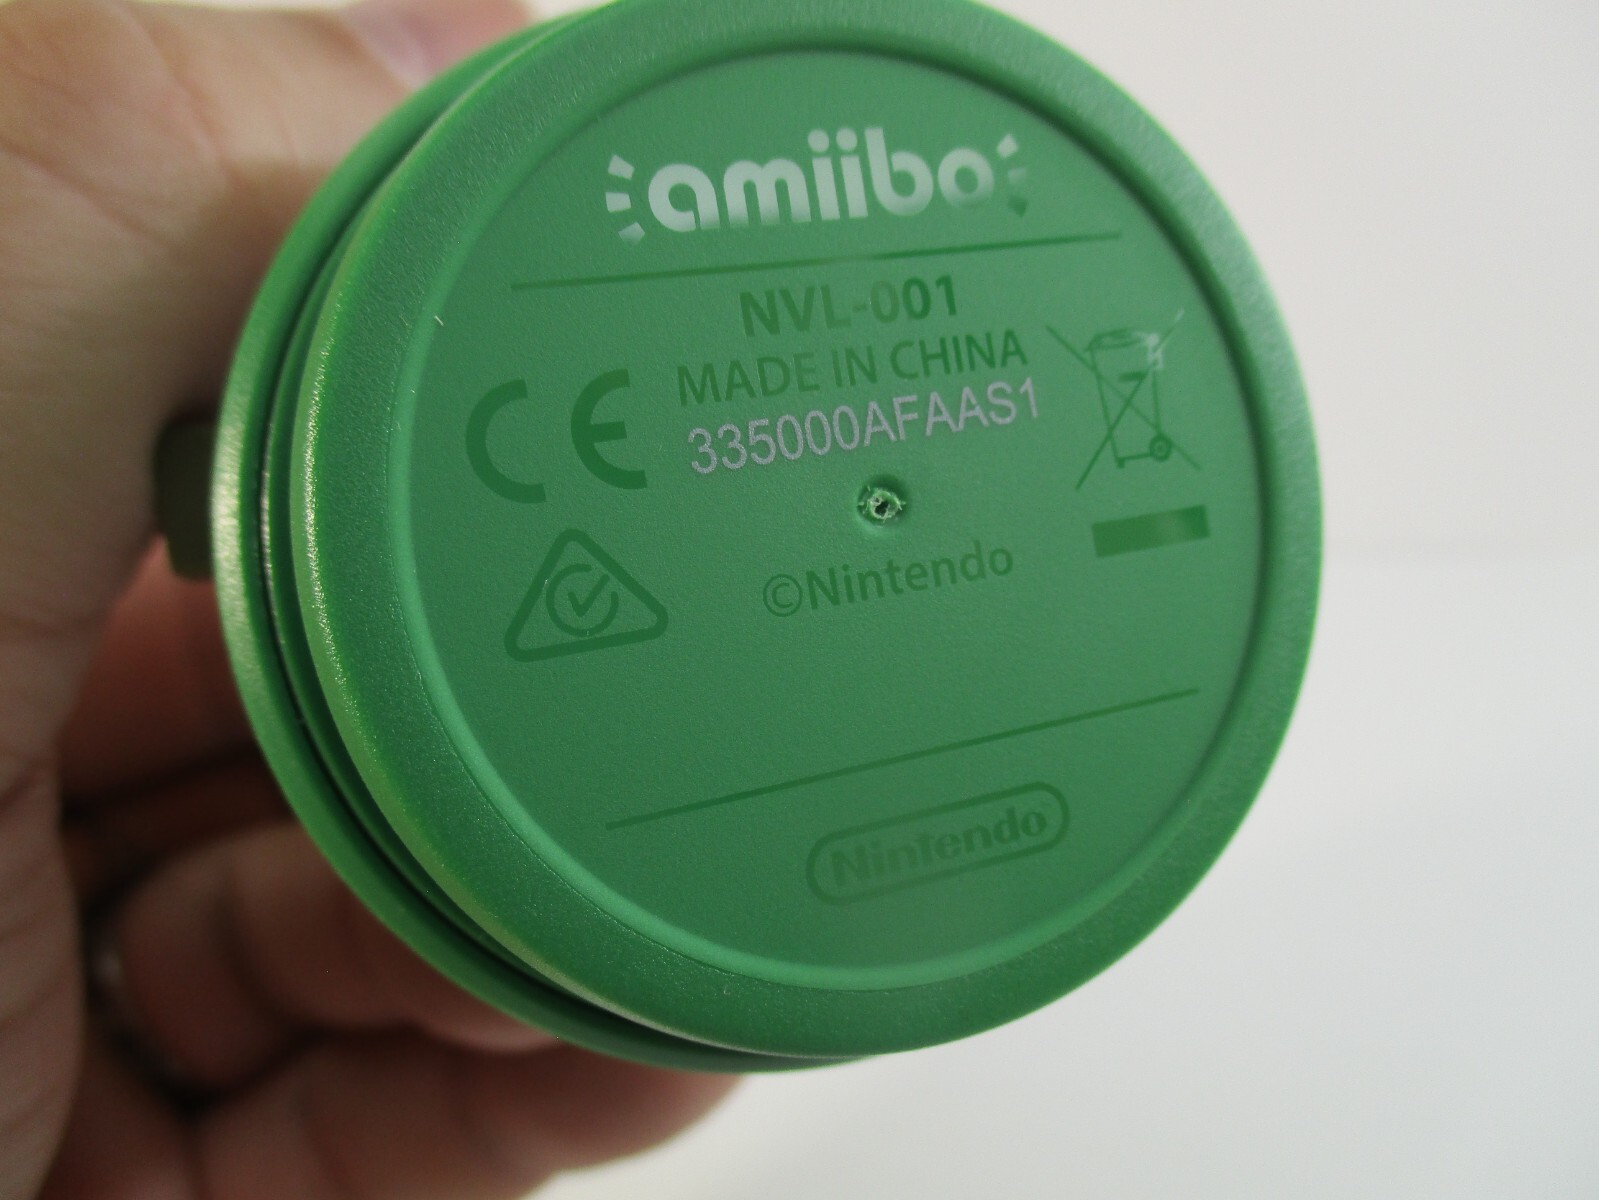 amiibo
NVL-001
MADE IN CHINA
335000AFAAS1
CE
©Nintendo
Nintendo